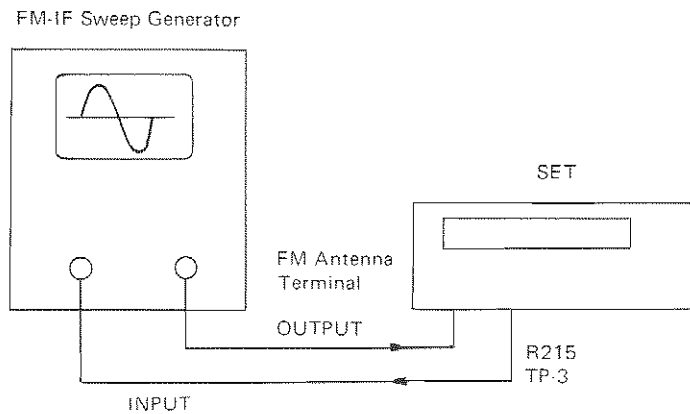 FM-IF Sweep Generator
SET
FM Antenna
Terminal
OUTPUT
R215
TP-3
INPUT